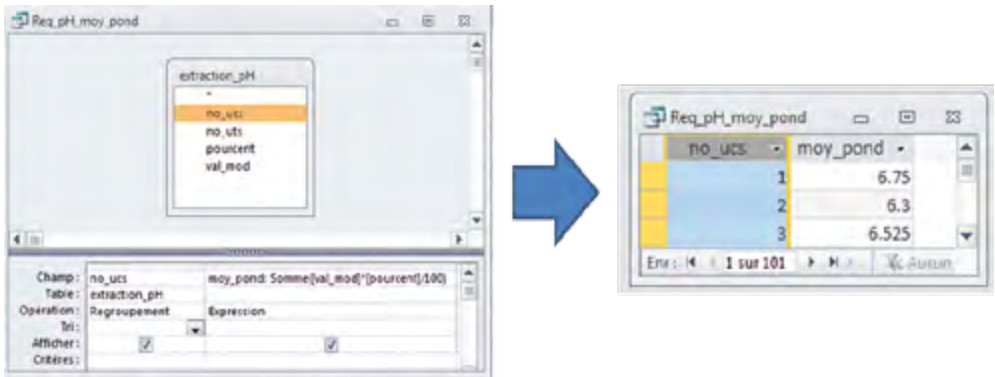 Req_pH_moy_pond
extraction_pH
*
no_ucs
no_uts
pourcent
val_mod
Champ : no_ucs moy_pond: Somme([val_mod]*[pourcent]/100)
Table : extraction_pH
Opération : Regroupement Expression
Tri :
Afficher :
Critères :
Req_pH_moy_pond
no_ucs moy_pond
1 6.75
2 6.3
3 6.525
Enr : 1 sur 101 Aucun